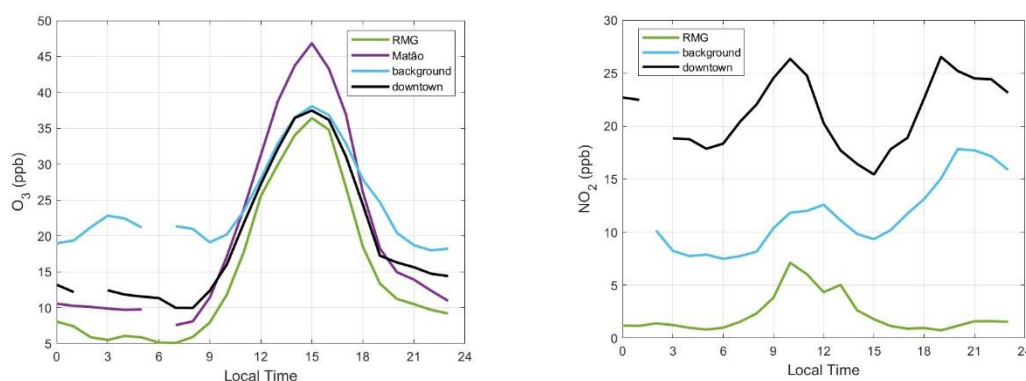 50
45
40
35
30
25
20
15
10
5
O3 (ppb)
0 3 6 9 12 15 18 21 24
Local Time
RMG
Matão
background
downtown
30
25
20
15
10
5
0
NO2 (ppb)
0 3 6 9 12 15 18 21 24
Local Time
RMG
background
downtown